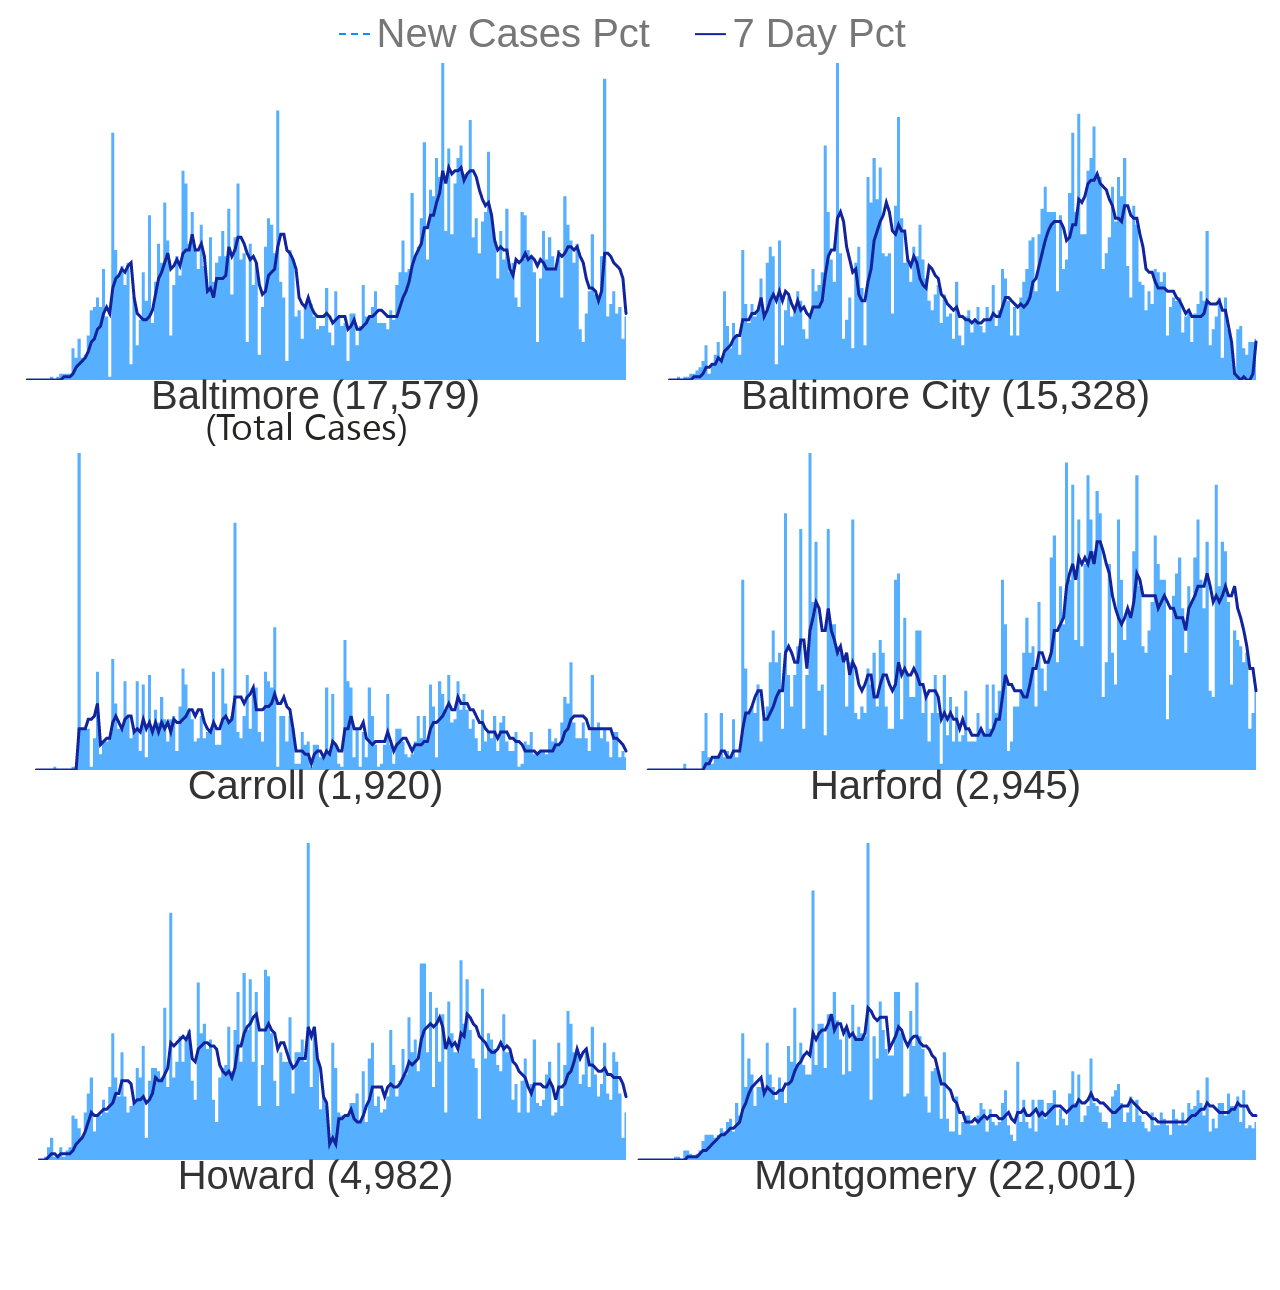 New Cases Pct 7 Day Pct
Baltimore (17,579) Baltimore City (15,328)
(Total Cases)
Carroll (1,920) Harford (2,945)
Howard (4,982) Montgomery (22,001)